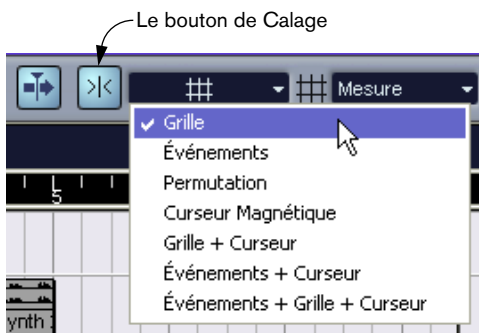 Le bouton de Calage
Mesure
Grille
Événements
Permutation
Curseur Magnétique
Grille + Curseur
Événements + Curseur
Événements + Grille + Curseur
5
ynth